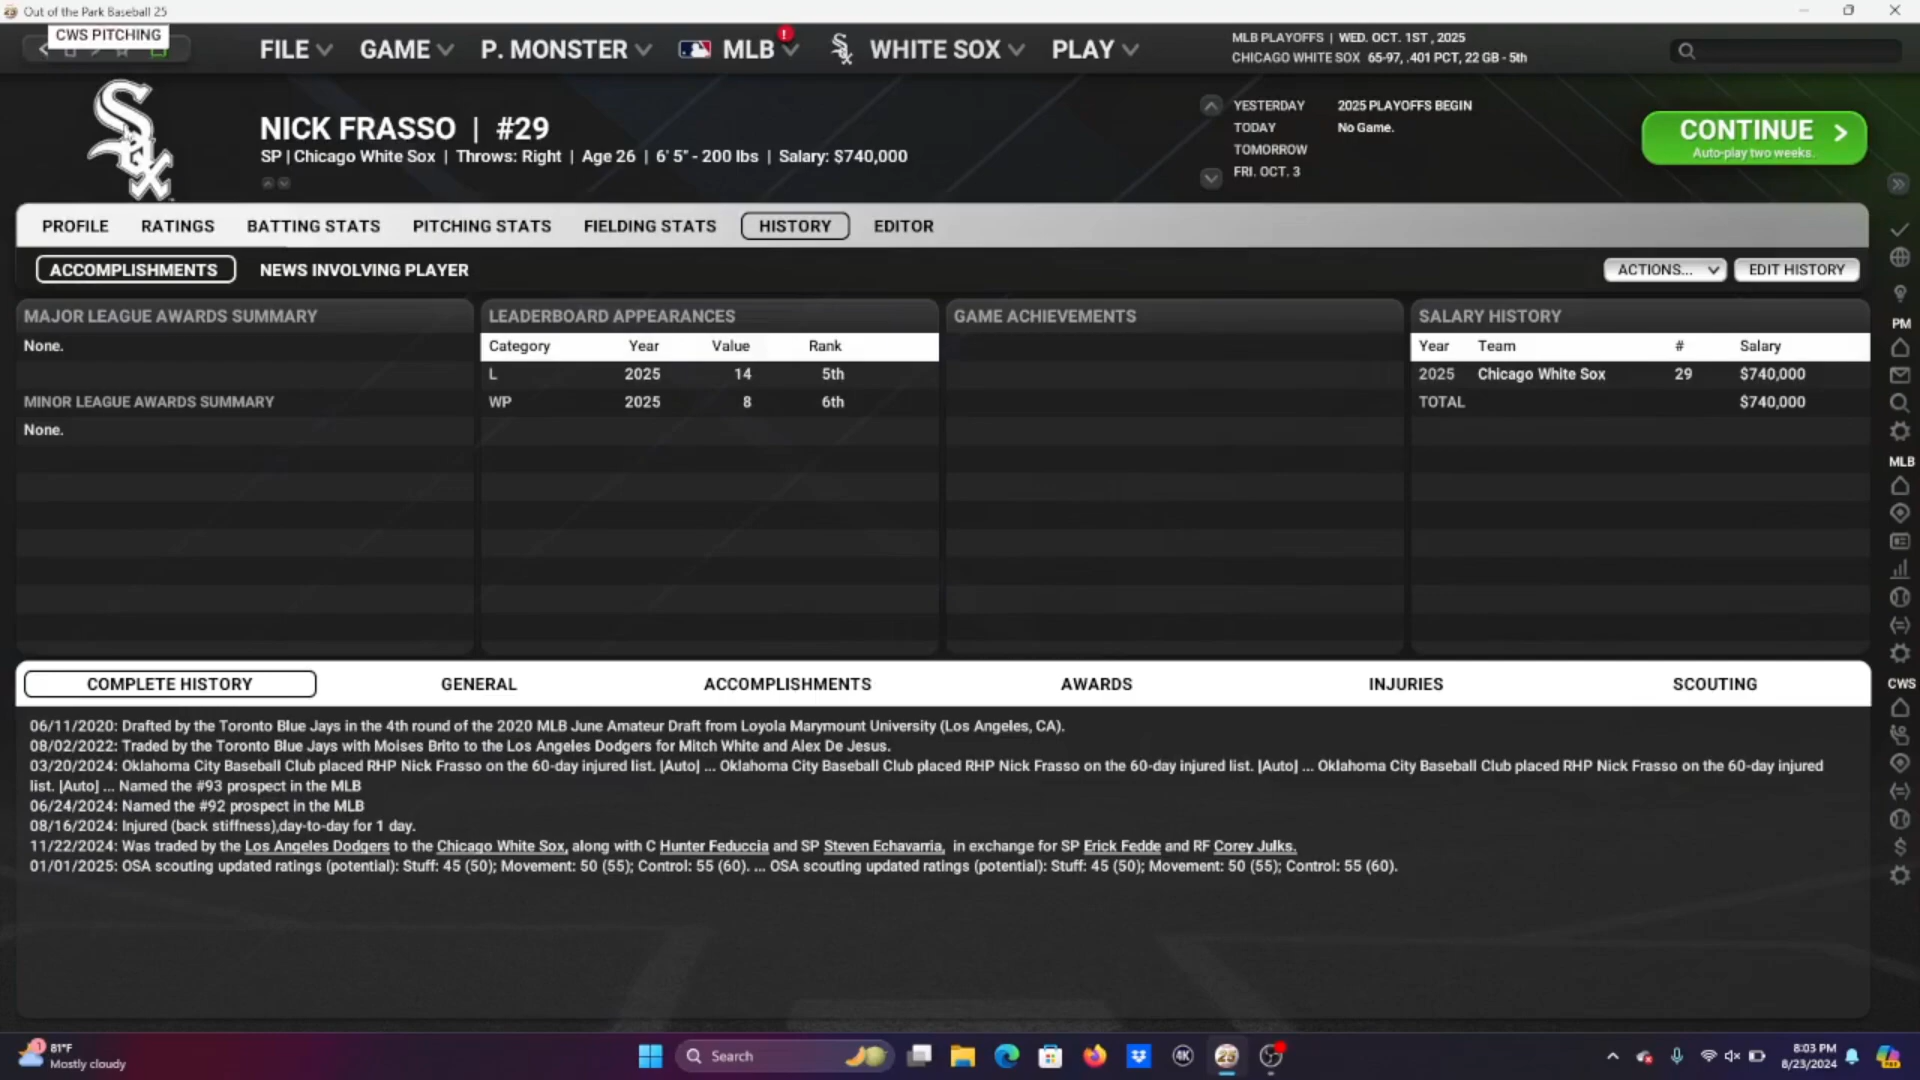 Out of the Park Baseball 25
CWS PITCHING
FILE GAME P. MONSTER MLB ! WHITE SOX PLAY
MLB PLAYOFFS | WED. OCT. 1ST , 2025
CHICAGO WHITE SOX 65-97, .401 PCT, 22 GB - 5th
Sox
NICK FRASSO | #29
SP | Chicago White Sox | Throws: Right | Age 26 | 6' 5" - 200 lbs | Salary: $740,000
YESTERDAY 2025 PLAYOFFS BEGIN
TODAY No Game.
TOMORROW
FRI. OCT. 3
CONTINUE
Auto-play two weeks.
PROFILE RATINGS BATTING STATS PITCHING STATS FIELDING STATS HISTORY EDITOR
ACCOMPLISHMENTS NEWS INVOLVING PLAYER ACTIONS... EDIT HISTORY
MAJOR LEAGUE AWARDS SUMMARY
None.
MINOR LEAGUE AWARDS SUMMARY
None.
LEADERBOARD APPEARANCES
Category Year Value Rank
L 2025 14 5th
WP 2025 8 6th
GAME ACHIEVEMENTS
SALARY HISTORY
Year Team # Salary
2025 Chicago White Sox 29 $740,000
TOTAL $740,000
PM
MLB
CWS
COMPLETE HISTORY GENERAL ACCOMPLISHMENTS AWARDS INJURIES SCOUTING
06/11/2020: Drafted by the Toronto Blue Jays in the 4th round of the 2020 MLB June Amateur Draft from Loyola Marymount University (Los Angeles, CA).
08/02/2022: Traded by the Toronto Blue Jays with Moises Brito to the Los Angeles Dodgers for Mitch White and Alex De Jesus.
03/20/2024: Oklahoma City Baseball Club placed RHP Nick Frasso on the 60-day injured list. [Auto] ... Oklahoma City Baseball Club placed RHP Nick Frasso on the 60-day injured list. [Auto] ... Oklahoma City Baseball Club placed RHP Nick Frasso on the 60-day injured
list. [Auto] ... Named the #93 prospect in the MLB
06/24/2024: Named the #92 prospect in the MLB
08/16/2024: Injured (back stiffness),day-to-day for 1 day.
11/22/2024: Was traded by the Los Angeles Dodgers to the Chicago White Sox, along with C Hunter Feduccia and SP Steven Echavarria, in exchange for SP Erick Fedde and RF Corey Julks.
01/01/2025: OSA scouting updated ratings (potential): Stuff: 45 (50); Movement: 50 (55); Control: 55 (60). ... OSA scouting updated ratings (potential): Stuff: 45 (50); Movement: 50 (55); Control: 55 (60).
1
81°F
Mostly cloudy
Search
4K
25
8:03 PM
8/23/2024